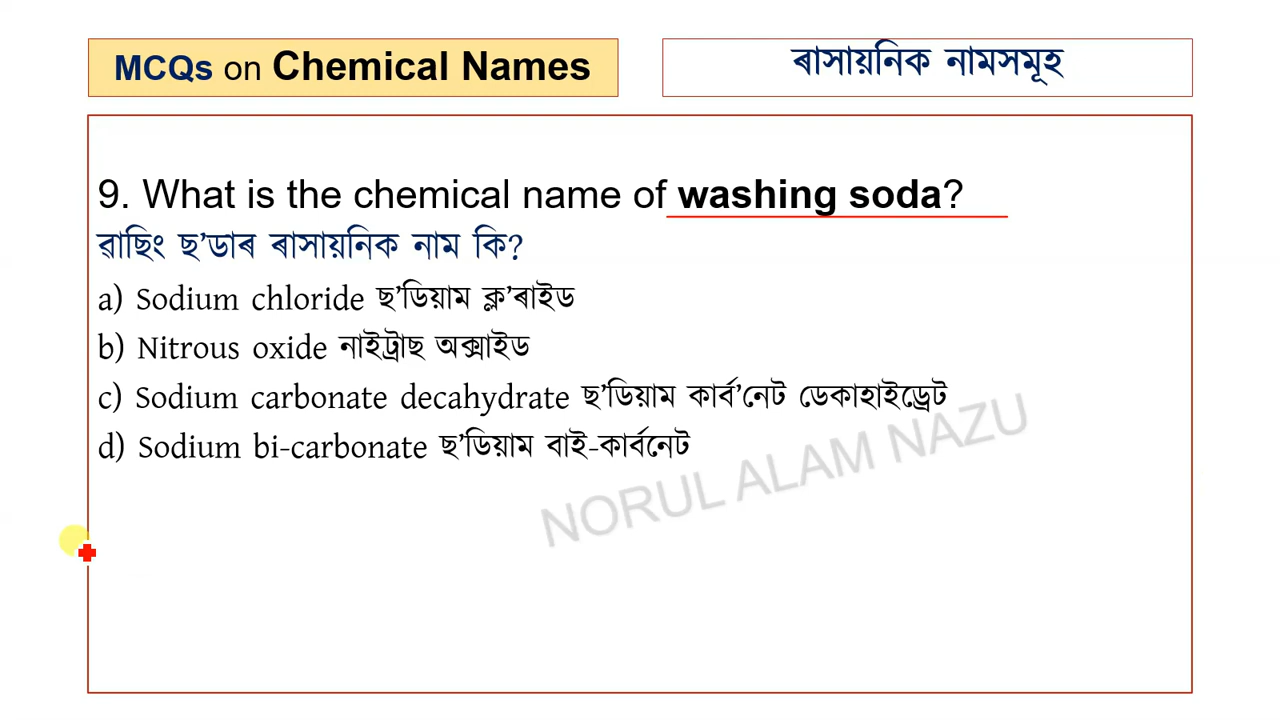 MCQs on Chemical Names
ৰাসায়নিক নামসমূহ
9. What is the chemical name of washing soda?
ৱাছিং ছ’ডাৰ ৰাসায়নিক নাম কি?
a) Sodium chloride ছ’ডিয়াম ক্ল’ৰাইড
b) Nitrous oxide নাইট্ৰাছ অক্সাইড
c) Sodium carbonate decahydrate ছ’ডিয়াম কাৰ্ব’নেট ডেকাহাইড্ৰেট
d) Sodium bi-carbonate ছ’ডিয়াম বাই-কাৰ্বনেট
NORUL ALAM NAZU